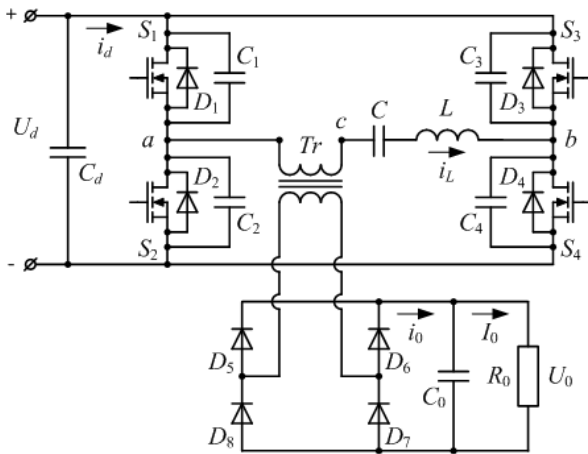 + i_d S_1 S_3
C_1 C_3
D_1 D_3
U_d a Tr c C L b
C_d i_L
D_2 D_4
C_2 C_4
- S_2 S_4
i_0 I_0
D_5 D_6
C_0 R_0 U_0
D_8 D_7